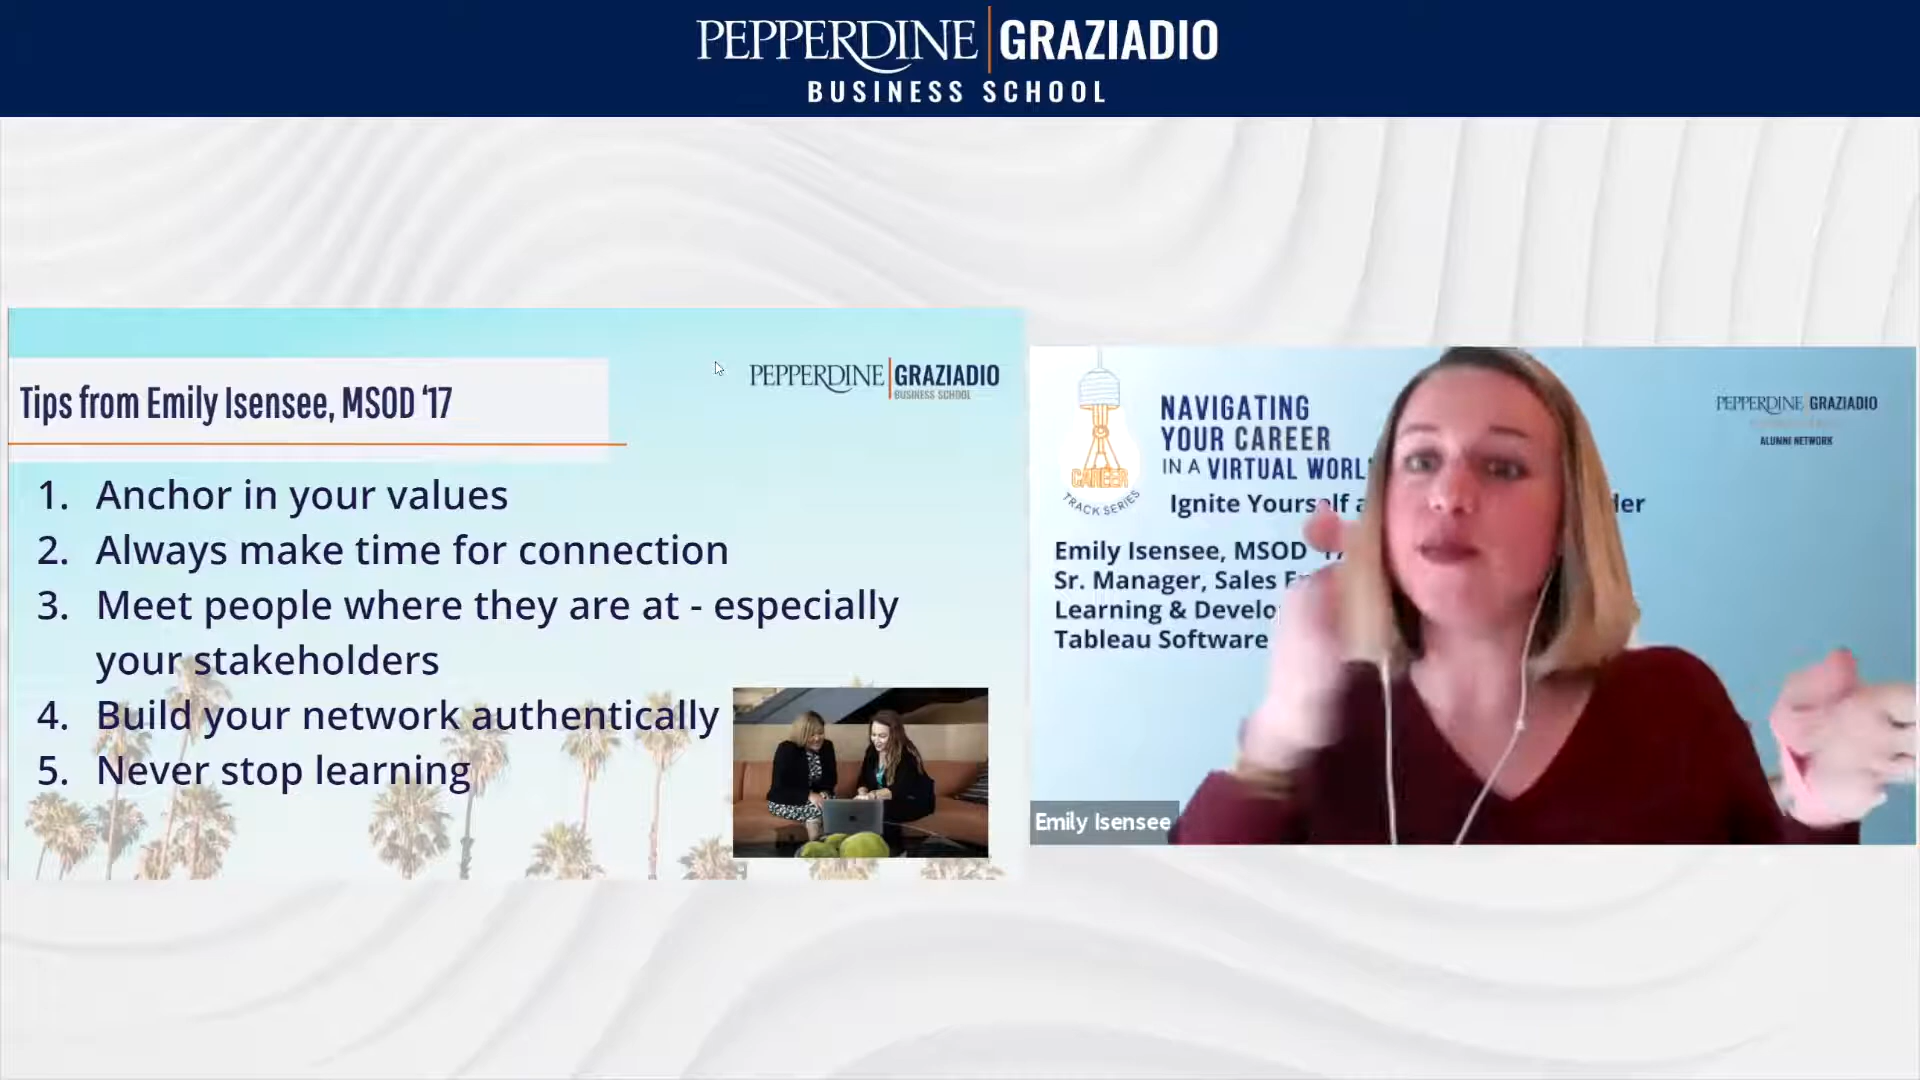 PEPPERDINE GRAZIADIO
BUSINESS SCHOOL
Tips from Emily Isensee, MSOD ‘17
PEPPERDINE GRAZIADIO
BUSINESS SCHOOL
1. Anchor in your values
2. Always make time for connection
3. Meet people where they are at - especially
your stakeholders
4. Build your network authentically
5. Never stop learning
CAREER
TRACK SERIES
NAVIGATING
YOUR CAREER
IN A VIRTUAL
Ignite Yourself
PEPPERDINE GRAZIADIO
ALUMNI NETWORK
Emily Isensee, MSOD
Sr. Manager, Sales
Learning &
Tableau Software
Emily Isensee